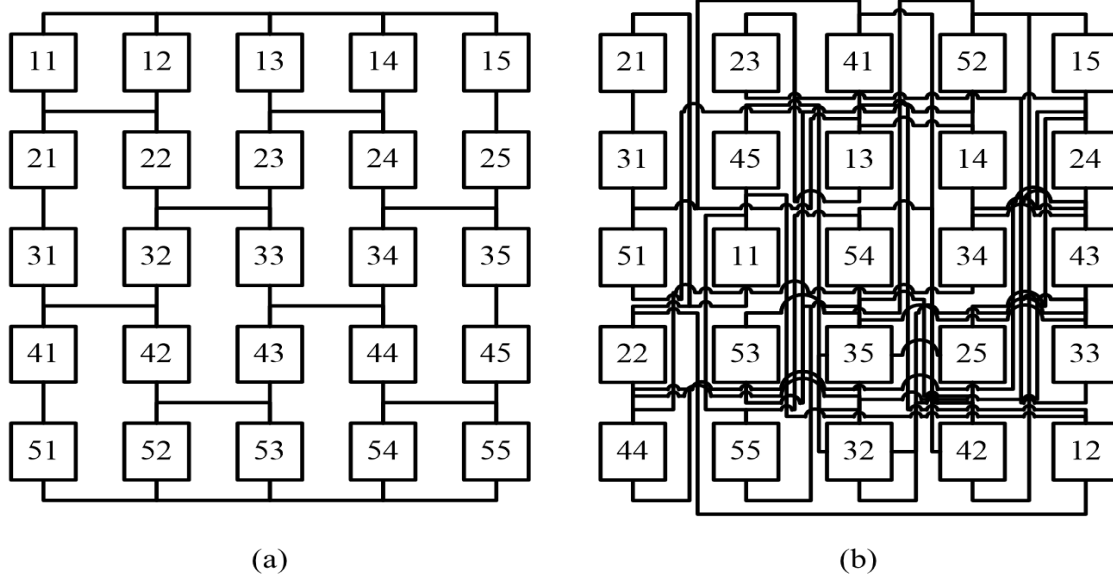 11 12 13 14 15 21 23 41 52 15
21 22 23 24 25 31 45 13 14 24
31 32 33 34 35 51 11 54 34 43
41 42 43 44 45 22 53 35 25 33
51 52 53 54 55 44 55 32 42 12
(a) (b)